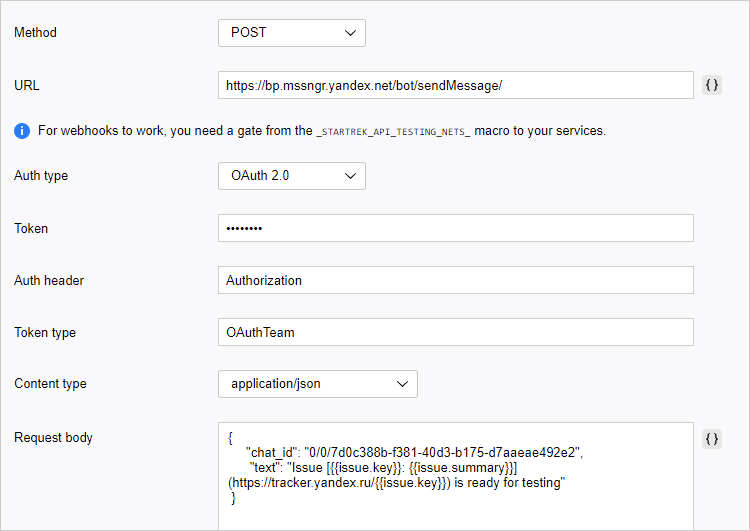 Method POST
URL https://bp.mssngr.yandex.net/bot/sendMessage/ {}
i For webhooks to work, you need a gate from the _STARTREK_API_TESTING_NETS_ macro to your services.
Auth type OAuth 2.0
Token ••••••••
Auth header Authorization
Token type OAuthTeam
Content type application/json
Request body { {}
"chat_id": "0/0/7d0c388b-f381-40d3-b175-d7aaeae492e2",
"text": "Issue [{{issue.key}}: {{issue.summary}}]
(https://tracker.yandex.ru/{{issue.key}}) is ready for testing"
}